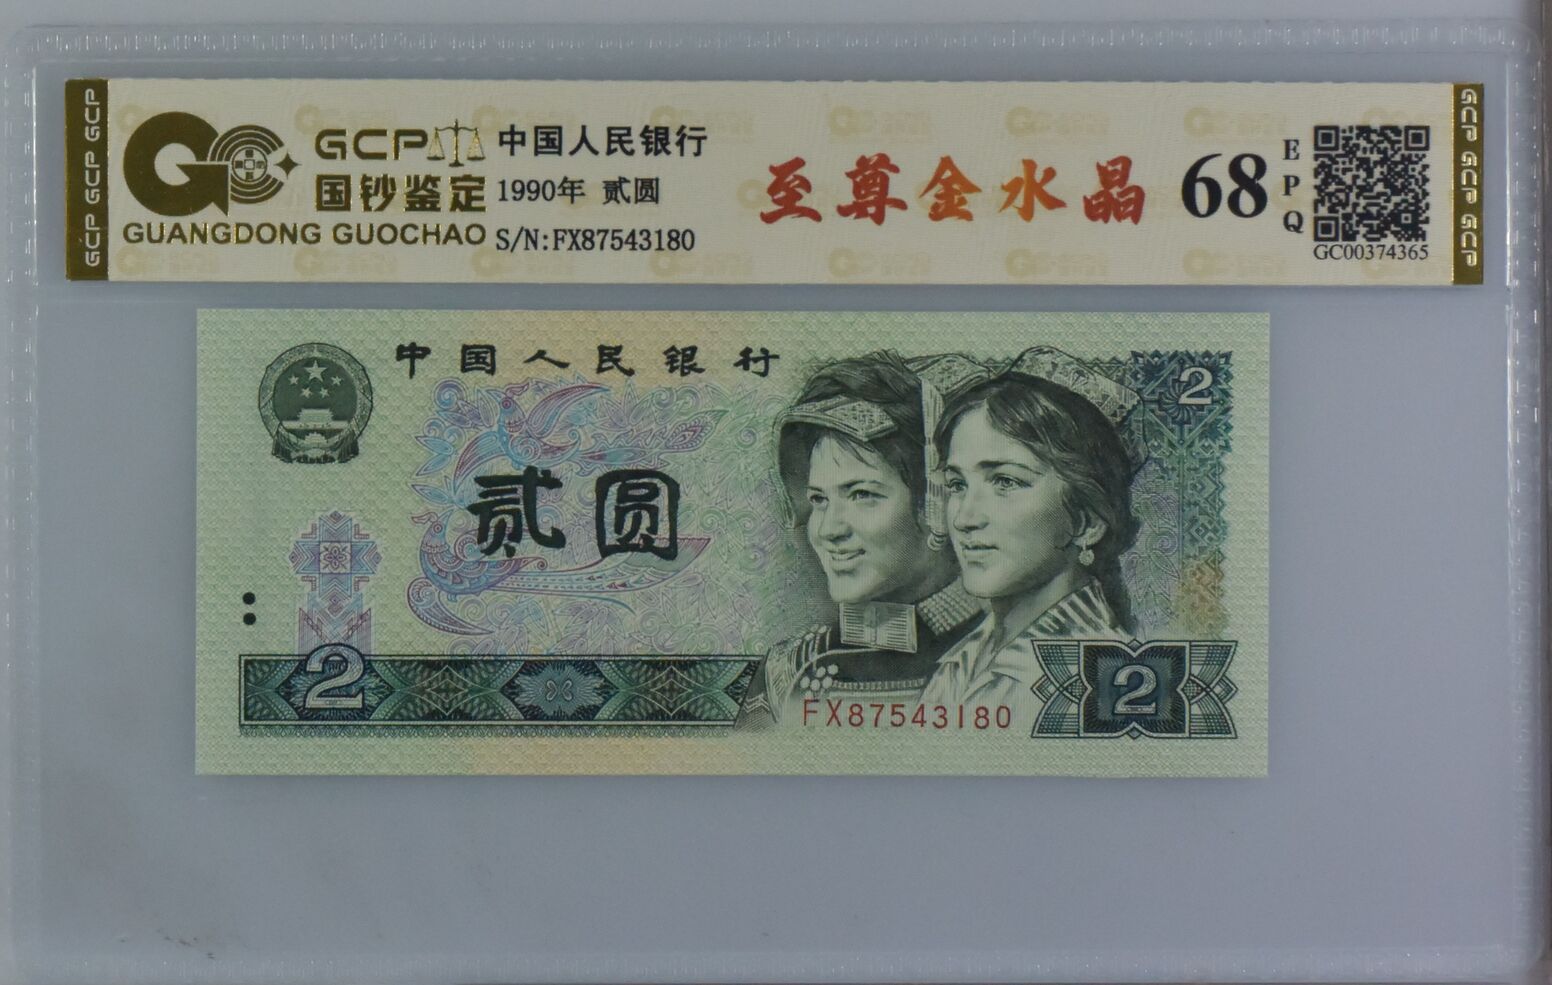 GCP GCP GCP
GCP
国钞鉴定
GUANGDONG GUOCHAO
中国人民银行
1990年 贰圆
S/N:FX87543180
至尊金水晶
68
EPQ
GC00374365
GCP GCP GCP
中国人民银行
2
贰圆
2
FX87543180
2